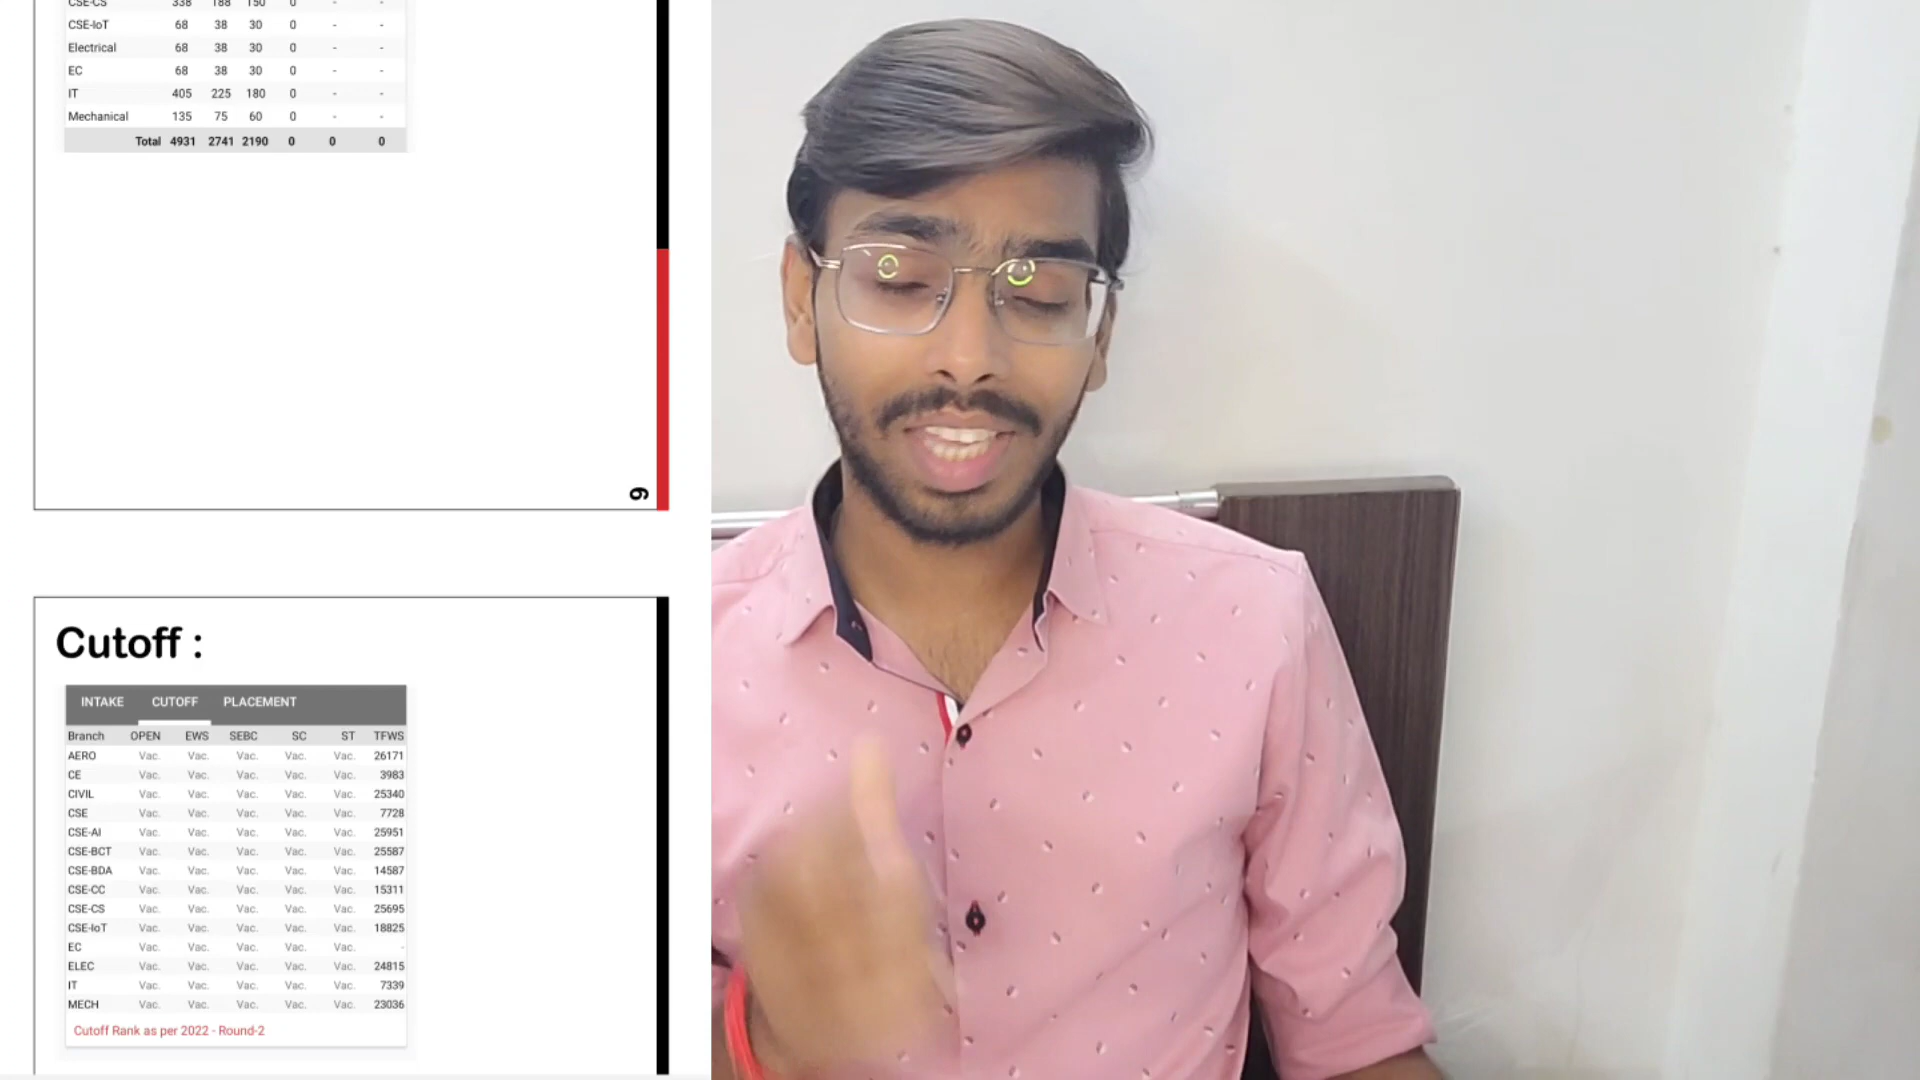 CSE-CS 338 188 150 0 - -
CSE-IoT 68 38 30 0 - -
Electrical 68 38 30 0 - -
EC 68 38 30 0 - -
IT 405 225 180 0 - -
Mechanical 135 75 60 0 - -
Total 4931 2741 2190 0 0 0
9
Cutoff :
INTAKE CUTOFF PLACEMENT
Branch OPEN EWS SEBC SC ST TFWS
AERO Vac. Vac. Vac. Vac. Vac. 26171
CE Vac. Vac. Vac. Vac. Vac. 3983
CIVIL Vac. Vac. Vac. Vac. Vac. 25340
CSE Vac. Vac. Vac. Vac. Vac. 7728
CSE-AI Vac. Vac. Vac. Vac. Vac. 25951
CSE-BCT Vac. Vac. Vac. Vac. Vac. 25587
CSE-BDA Vac. Vac. Vac. Vac. Vac. 14587
CSE-CC Vac. Vac. Vac. Vac. Vac. 15311
CSE-CS Vac. Vac. Vac. Vac. Vac. 25695
CSE-IoT Vac. Vac. Vac. Vac. Vac. 18825
EC Vac. Vac. Vac. Vac. Vac. -
ELEC Vac. Vac. Vac. Vac. Vac. 24815
IT Vac. Vac. Vac. Vac. Vac. 7339
MECH Vac. Vac. Vac. Vac. Vac. 23036
Cutoff Rank as per 2022 - Round-2